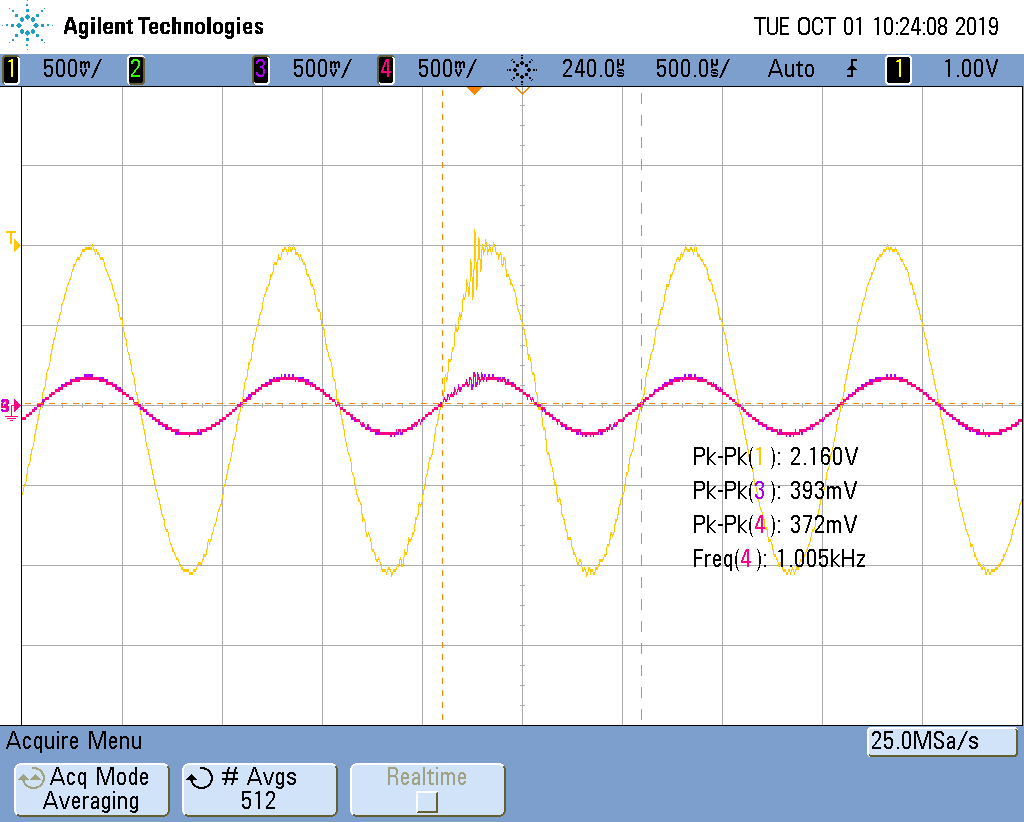 Agilent Technologies TUE OCT 01 10:24:08 2019
1 500mV/ 2 3 500mV/ 4 500mV/ 240.0µs 500.0µs/ Auto 1 1.00V
T
3
Pk-Pk(1): 2.160V
Pk-Pk(3): 393mV
Pk-Pk(4): 372mV
Freq(4): 1.005kHz
Acquire Menu 25.0MSa/s
Acq Mode # Avgs Realtime
Averaging 512